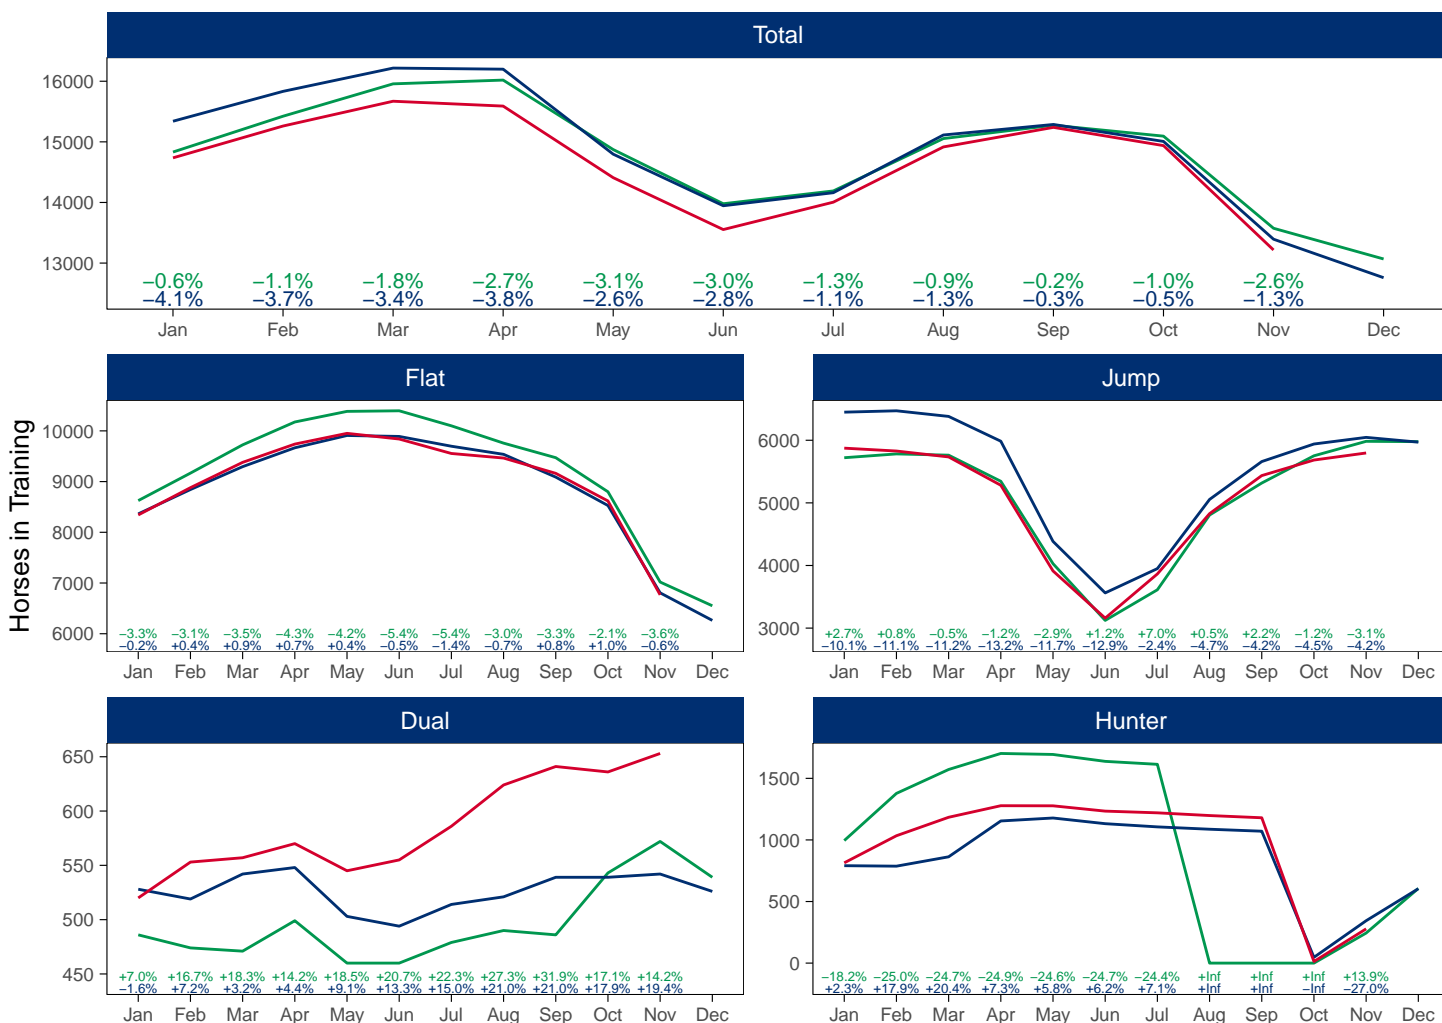 Total
16000
15000
14000
13000
−0.6% −1.1% −1.8% −2.7% −3.1% −3.0% −1.3% −0.9% −0.2% −1.0% −2.6%
−4.1% −3.7% −3.4% −3.8% −2.6% −2.8% −1.1% −1.3% −0.3% −0.5% −1.3%
Jan Feb Mar Apr May Jun Jul Aug Sep Oct Nov Dec
Horses in Training
Flat
10000
9000
8000
7000
6000
−3.3% −3.1% −3.5% −4.3% −4.2% −5.4% −5.4% −3.0% −3.3% −2.1% −3.6%
−0.2% +0.4% +0.9% +0.7% +0.4% −0.5% −1.4% −0.7% +0.8% +1.0% −0.6%
Jan Feb Mar Apr May Jun Jul Aug Sep Oct Nov Dec
Jump
6000
5000
4000
3000
+2.7% +0.8% −0.5% −1.2% −2.9% +1.2% +7.0% +0.5% +2.2% −1.2% −3.1%
−10.1% −11.1% −11.2% −13.2% −11.7% −12.9% −2.4% −4.7% −4.2% −4.5% −4.2%
Jan Feb Mar Apr May Jun Jul Aug Sep Oct Nov Dec
Dual
650
600
550
500
450
+7.0% +16.7% +18.3% +14.2% +18.5% +20.7% +22.3% +27.3% +31.9% +17.1% +14.2%
−1.6% +7.2% +3.2% +4.4% +9.1% +13.3% +15.0% +21.0% +21.0% +17.9% +19.4%
Jan Feb Mar Apr May Jun Jul Aug Sep Oct Nov Dec
Hunter
1500
1000
500
0
−18.2% −25.0% −24.7% −24.9% −24.6% −24.7% −24.4% +Inf +Inf +Inf +13.9%
+2.3% +17.9% +20.4% +7.3% +5.8% +6.2% +7.1% +Inf +Inf −Inf −27.0%
Jan Feb Mar Apr May Jun Jul Aug Sep Oct Nov Dec